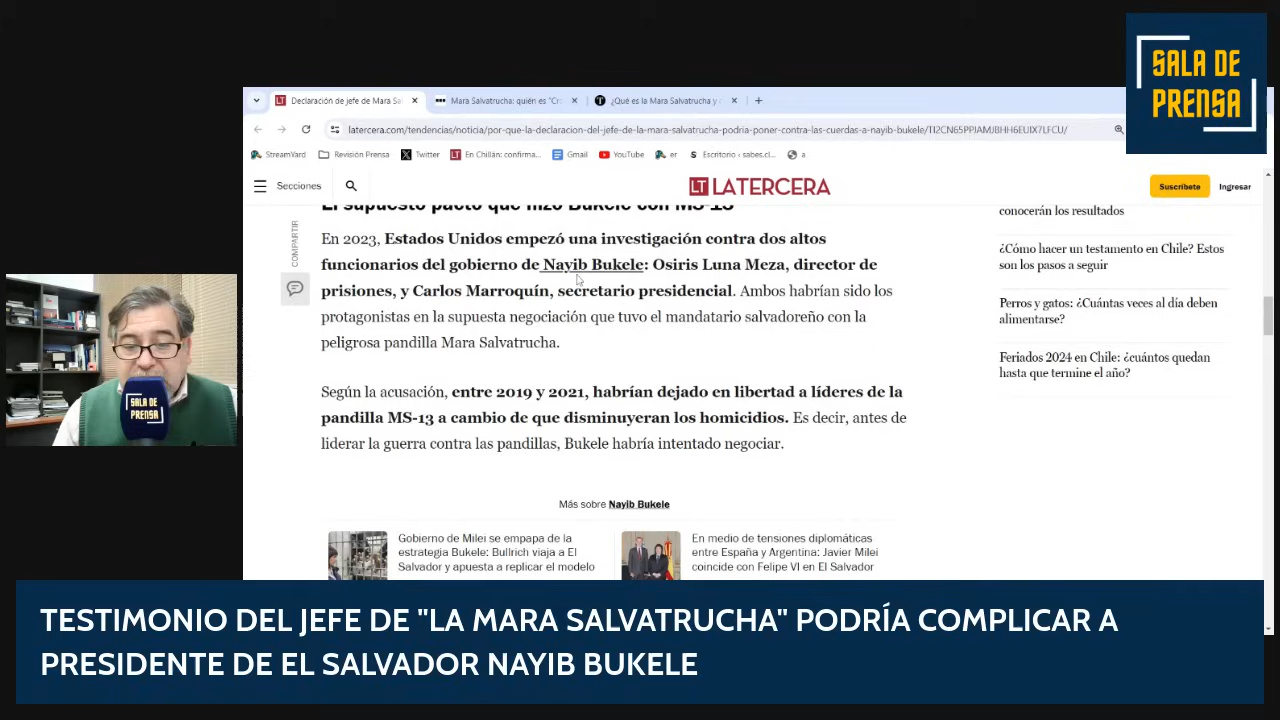 SALA DE
PRENSA
Declaración de jefe de Mara Sal
Mara Salvatrucha: quién es "Cr
¿Qué es la Mara Salvatrucha y
latercera.com/tendencias/noticia/por-que-la-declaracion-del-jefe-de-la-mara-salvatrucha-podria-poner-contra-las-cuerdas-a-nayib-bukele/TI2CN65PPJAMJBHH6EUIX7LFCU/
StreamYard
Revisión Prensa
Twitter
En Chillán: confirma...
Gmail
YouTube
er
Escritorio ‹ sabes.cl...
a
Secciones
LT LATERCERA
Suscríbete
Ingresar
El supuesto pacto que hizo Bukele con MS-13
COMPARTIR
En 2023, Estados Unidos empezó una investigación contra dos altos
funcionarios del gobierno de Nayib Bukele: Osiris Luna Meza, director de
prisiones, y Carlos Marroquín, secretario presidencial. Ambos habrían sido los
protagonistas en la supuesta negociación que tuvo el mandatario salvadoreño con la
peligrosa pandilla Mara Salvatrucha.
Según la acusación, entre 2019 y 2021, habrían dejado en libertad a líderes de la
pandilla MS-13 a cambio de que disminuyeran los homicidios. Es decir, antes de
liderar la guerra contra las pandillas, Bukele habría intentado negociar.
Más sobre Nayib Bukele
Gobierno de Milei se empapa de la
estrategia Bukele: Bullrich viaja a El
Salvador y apuesta a replicar el modelo
En medio de tensiones diplomáticas
entre España y Argentina: Javier Milei
coincide con Felipe VI en El Salvador
conocerán los resultados
¿Cómo hacer un testamento en Chile? Estos
son los pasos a seguir
Perros y gatos: ¿Cuántas veces al día deben
alimentarse?
Feriados 2024 en Chile: ¿cuántos quedan
hasta que termine el año?
SALA DE
PRENSA
TESTIMONIO DEL JEFE DE "LA MARA SALVATRUCHA" PODRÍA COMPLICAR A
PRESIDENTE DE EL SALVADOR NAYIB BUKELE